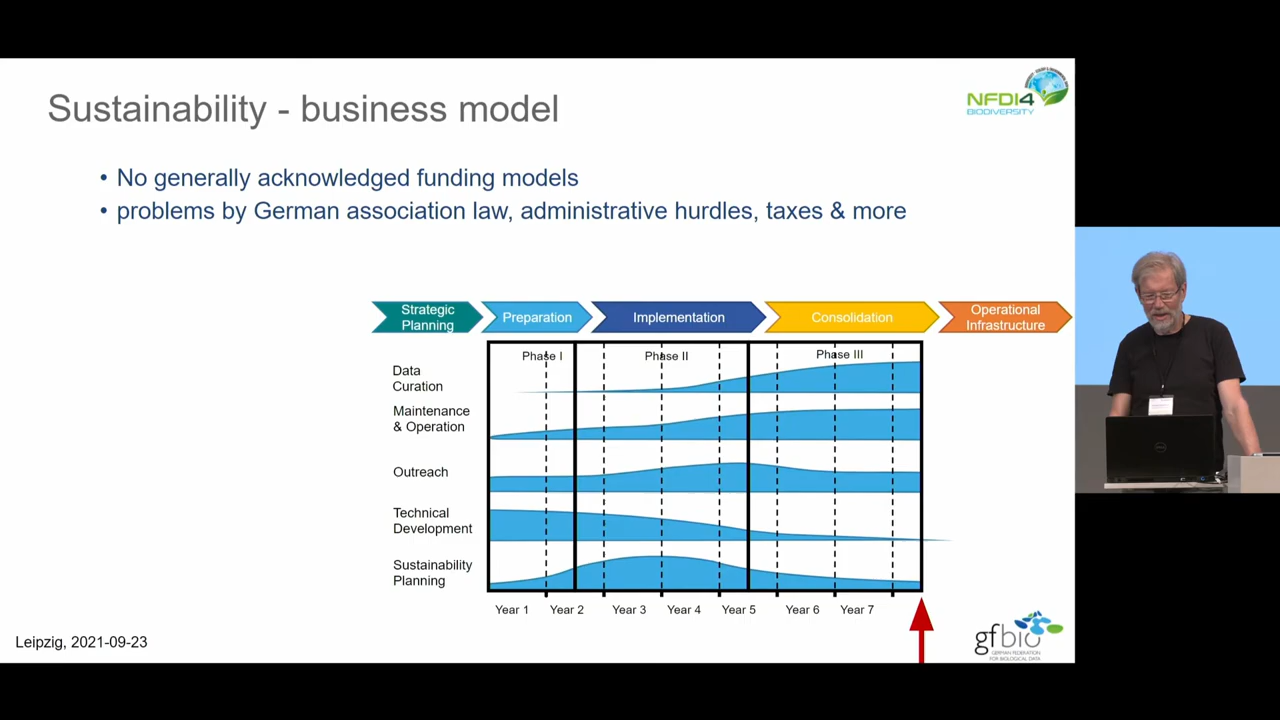 Sustainability - business model
NFDI4
BIODIVERSITY
• No generally acknowledged funding models
• problems by German association law, administrative hurdles, taxes & more
Strategic
Planning
Preparation
Implementation
Consolidation
Operational
Infrastructure
Phase I
Phase II
Phase III
Data
Curation
Maintenance
& Operation
Outreach
Technical
Development
Sustainability
Planning
Year 1
Year 2
Year 3
Year 4
Year 5
Year 6
Year 7
Leipzig, 2021-09-23
gfbio
GERMAN FEDERATION
FOR BIOLOGICAL DATA